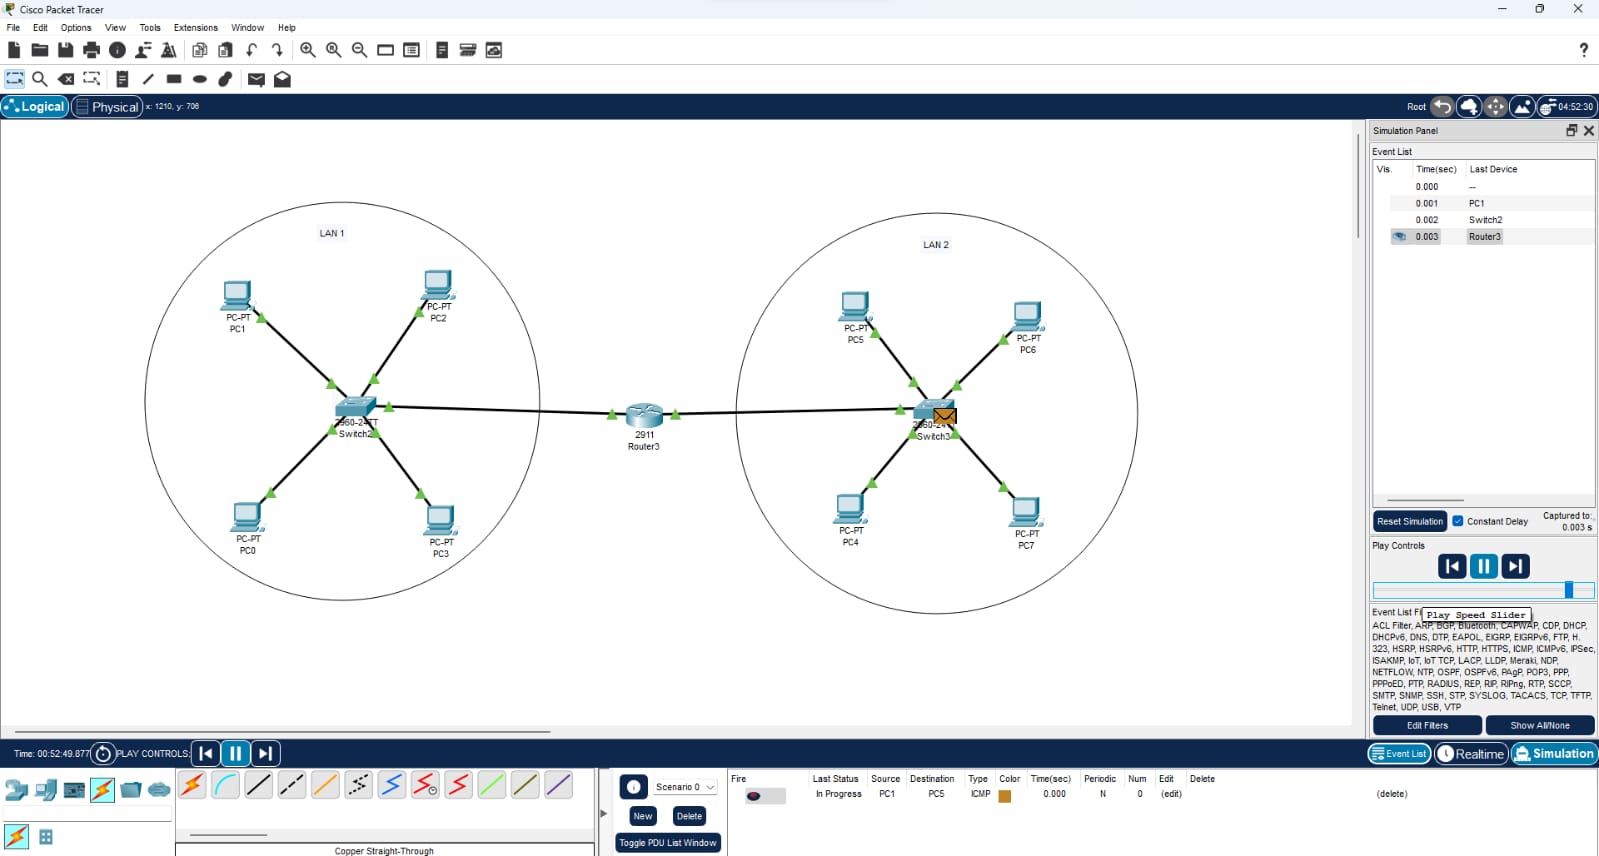 Cisco Packet Tracer
File Edit Options View Tools Extensions Window Help
Logical Physical x: 1210, y: 706 Root 04:52:30
Simulation Panel
Event List
Vis. Time(sec) Last Device
0.000 --
0.001 PC1
0.002 Switch2
0.003 Router3
LAN 1
LAN 2
PC-PT
PC1
PC-PT
PC2
PC-PT
PC5
PC-PT
PC6
2960-24TT
Switch2
2911
Router3
2960-24
Switch3
PC-PT
PC0
PC-PT
PC3
PC-PT
PC4
PC-PT
PC7
Reset Simulation Constant Delay Captured to:
0.003 s
Play Controls
Event List Fi
Play Speed Slider
ACL Filter, ARP, BGP, Bluetooth, CAPWAP, CDP, DHCP,
DHCPv6, DNS, DTP, EAPOL, EIGRP, EIGRPv6, FTP, H.
323, HSRP, HSRPv6, HTTP, HTTPS, ICMP, ICMPv6, IPSec,
ISAKMP, IoT, IoT TCP, LACP, LLDP, Meraki, NDP,
NETFLOW, NTP, OSPF, OSPFv6, PAgP, POP3, PPP,
PPPoED, PTP, RADIUS, REP, RIP, RIPng, RTP, SCCP,
SMTP, SNMP, SSH, STP, SYSLOG, TACACS, TCP, TFTP,
Telnet, UDP, USB, VTP
Edit Filters Show All/None
Time: 00:52:49.877 PLAY CONTROLS: Event List Realtime Simulation
Scenario 0
New Delete
Toggle PDU List Window
Fire Last Status Source Destination Type Color Time(sec) Periodic Num Edit Delete
In Progress PC1 PC5 ICMP 0.000 N 0 (edit) (delete)
Copper Straight-Through